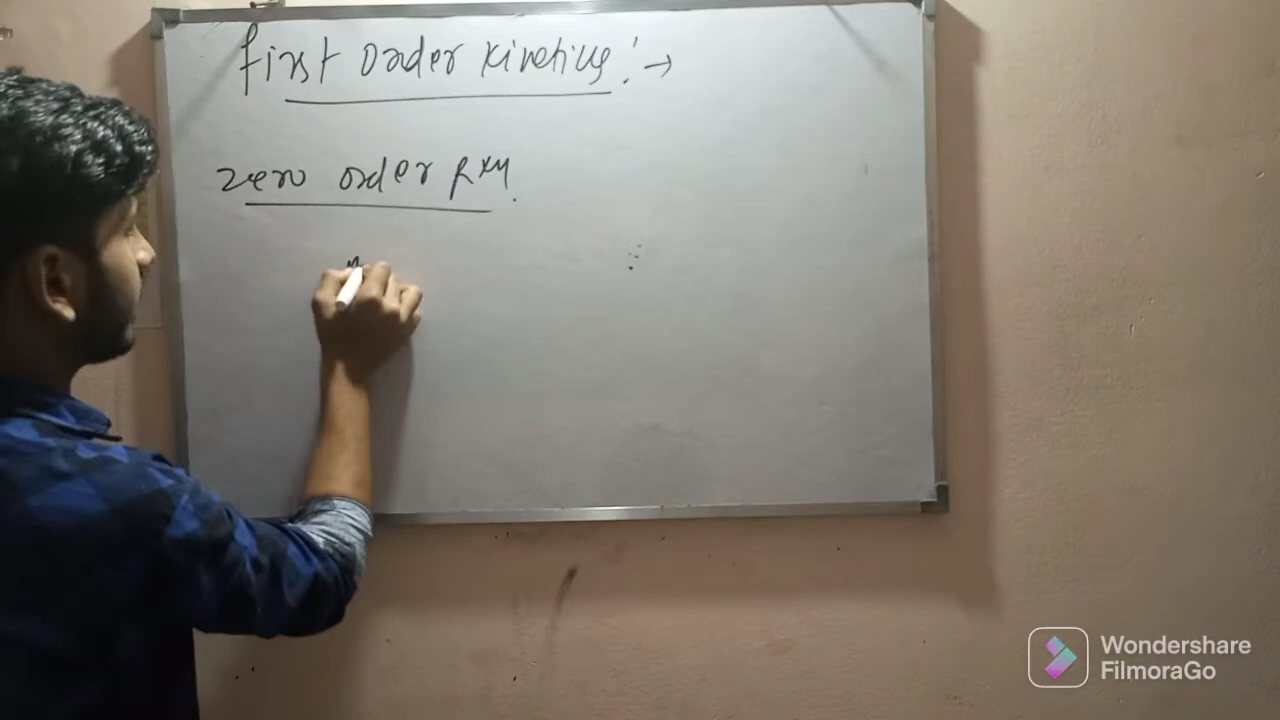 First Order Kinetics :→
Zero order Rxn.
Wondershare
FilmoraGo